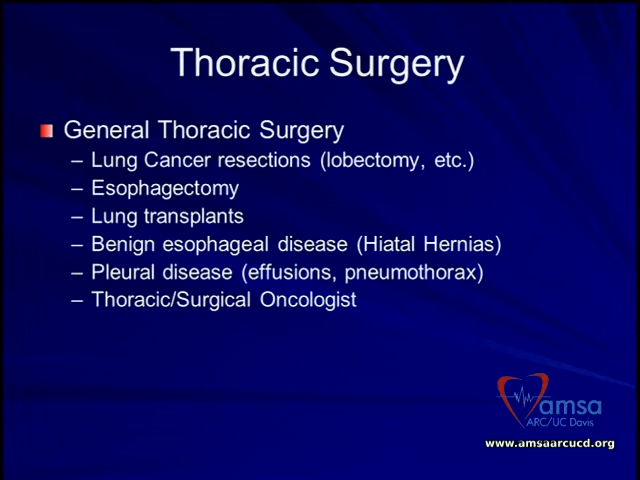 Thoracic Surgery
General Thoracic Surgery
– Lung Cancer resections (lobectomy, etc.)
– Esophagectomy
– Lung transplants
– Benign esophageal disease (Hiatal Hernias)
– Pleural disease (effusions, pneumothorax)
– Thoracic/Surgical Oncologist
amsa
ARC/UC Davis
www.amsaarcucd.org